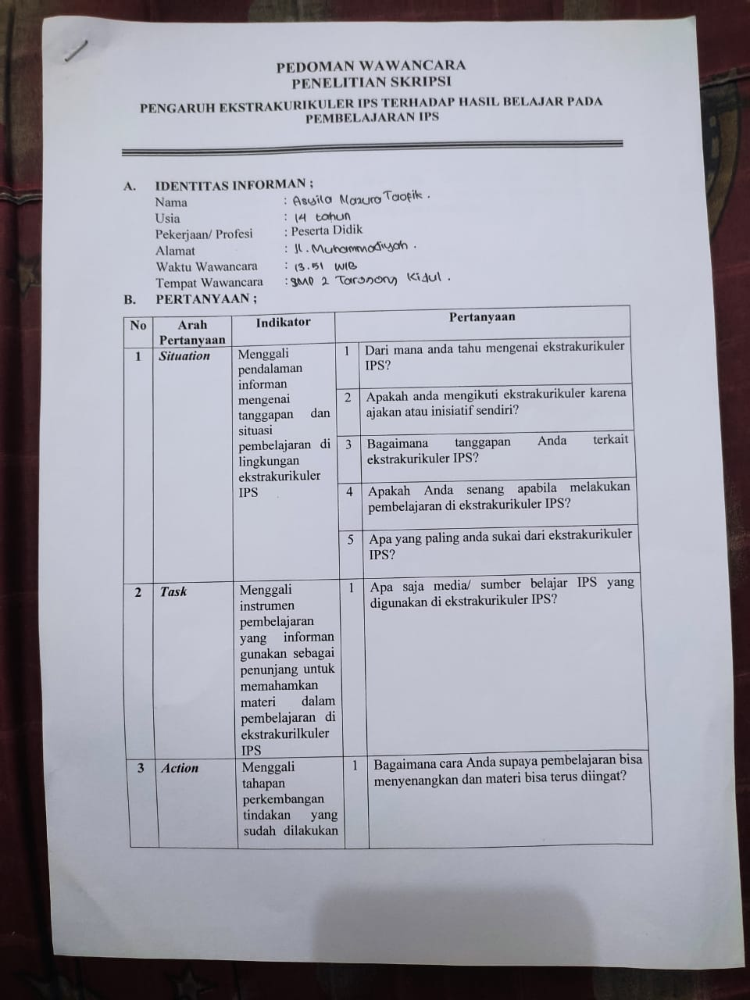 PEDOMAN WAWANCARA
PENELITIAN SKRIPSI
PENGARUH EKSTRAKURIKULER IPS TERHADAP HASIL BELAJAR PADA
PEMBELAJARAN IPS
A. IDENTITAS INFORMAN ;
Nama : Asyila Mazura Taofik .
Usia : 14 tahun
Pekerjaan/ Profesi : Peserta Didik
Alamat : Jl. Muhammadiyah .
Waktu Wawancara : 13.51 WIB
Tempat Wawancara : SMP 2 Tarogong Kidul .
B. PERTANYAAN ;
No Arah Pertanyaan Indikator Pertanyaan
1 Situation
Menggali
pendalaman
informan
mengenai
tanggapan dan
situasi
pembelajaran di
lingkungan
ekstrakurikuler
IPS
1 Dari mana anda tahu mengenai ekstrakurikuler
IPS?
2 Apakah anda mengikuti ekstrakurikuler karena
ajakan atau inisiatif sendiri?
3 Bagaimana tanggapan Anda terkait
ekstrakurikuler IPS?
4 Apakah Anda senang apabila melakukan
pembelajaran di ekstrakurikuler IPS?
5 Apa yang paling anda sukai dari ekstrakurikuler
IPS?
2 Task
Menggali
instrumen
pembelajaran
yang informan
gunakan sebagai
penunjang untuk
memahamkan
materi dalam
pembelajaran di
ekstrakurilkuler
IPS
1 Apa saja media/ sumber belajar IPS yang
digunakan di ekstrakurikuler IPS?
3 Action
Menggali
tahapan
perkembangan
tindakan yang
sudah dilakukan
1 Bagaimana cara Anda supaya pembelajaran bisa
menyenangkan dan materi bisa terus diingat?